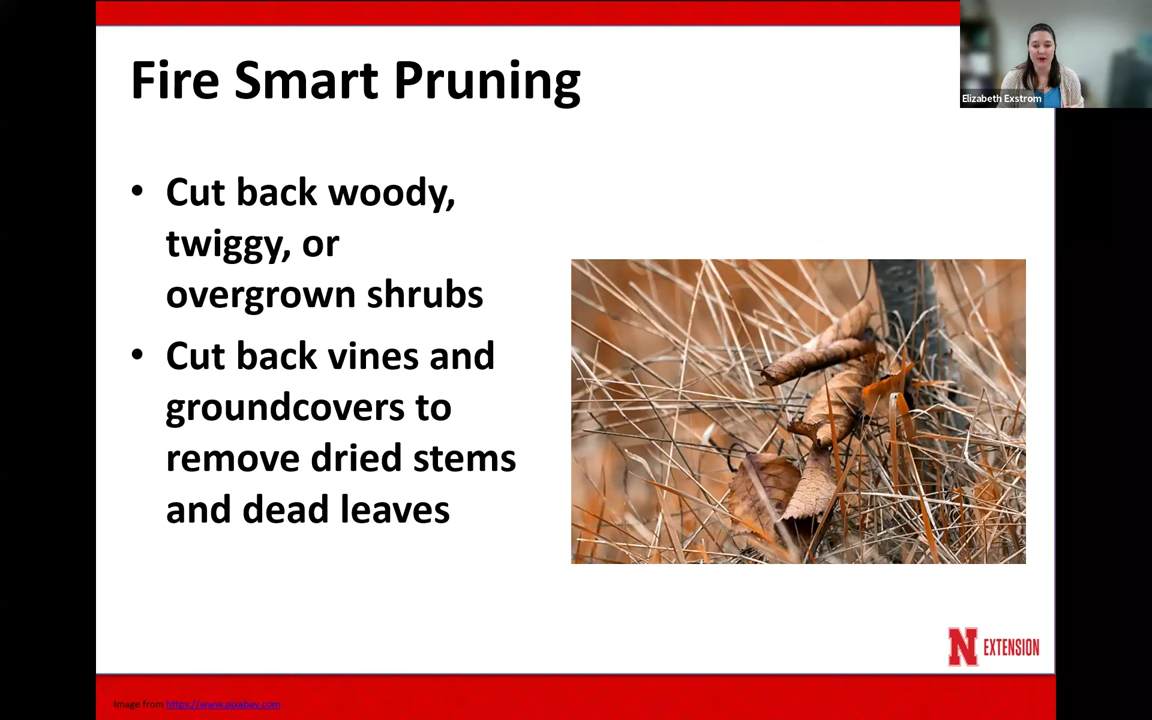 Fire Smart Pruning
Elizabeth Exstrom
• Cut back woody,
twiggy, or
overgrown shrubs
• Cut back vines and
groundcovers to
remove dried stems
and dead leaves
N EXTENSION
Image from https://www.pixabay.com